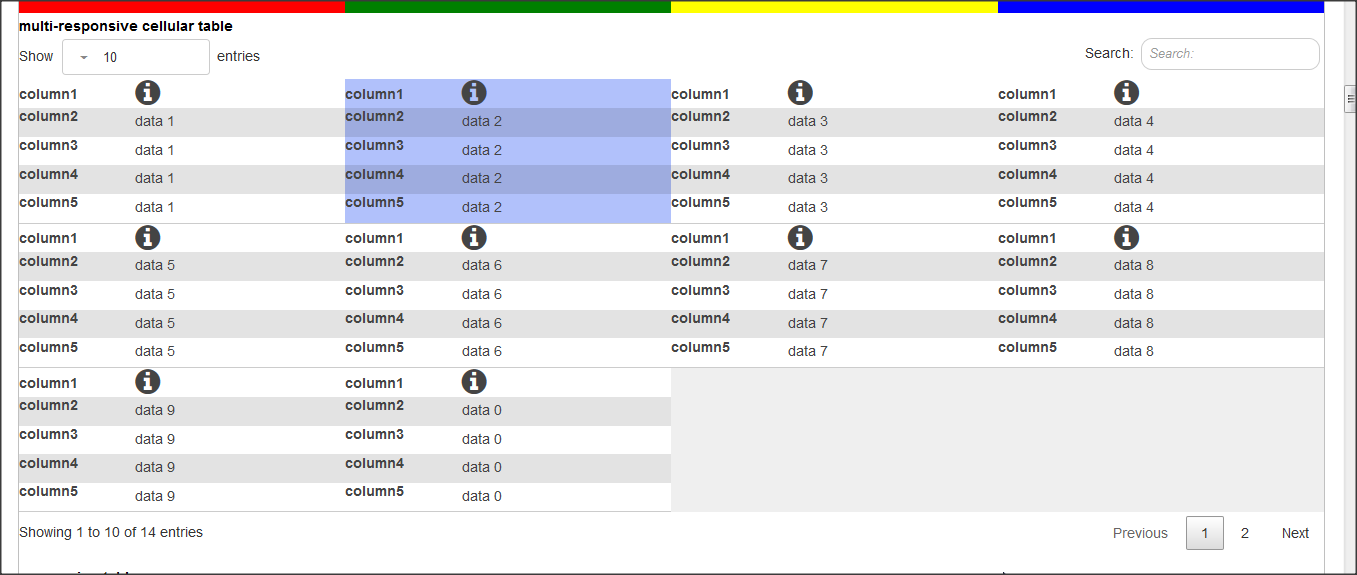 multi-responsive cellular table
Show 10 entries Search: Search:
column1 column1 column1 column1
column2 data 1 column2 data 2 column2 data 3 column2 data 4
column3 data 1 column3 data 2 column3 data 3 column3 data 4
column4 data 1 column4 data 2 column4 data 3 column4 data 4
column5 data 1 column5 data 2 column5 data 3 column5 data 4
column1 column1 column1 column1
column2 data 5 column2 data 6 column2 data 7 column2 data 8
column3 data 5 column3 data 6 column3 data 7 column3 data 8
column4 data 5 column4 data 6 column4 data 7 column4 data 8
column5 data 5 column5 data 6 column5 data 7 column5 data 8
column1 column1
column2 data 9 column2 data 0
column3 data 9 column3 data 0
column4 data 9 column4 data 0
column5 data 9 column5 data 0
Showing 1 to 10 of 14 entries Previous 1 2 Next